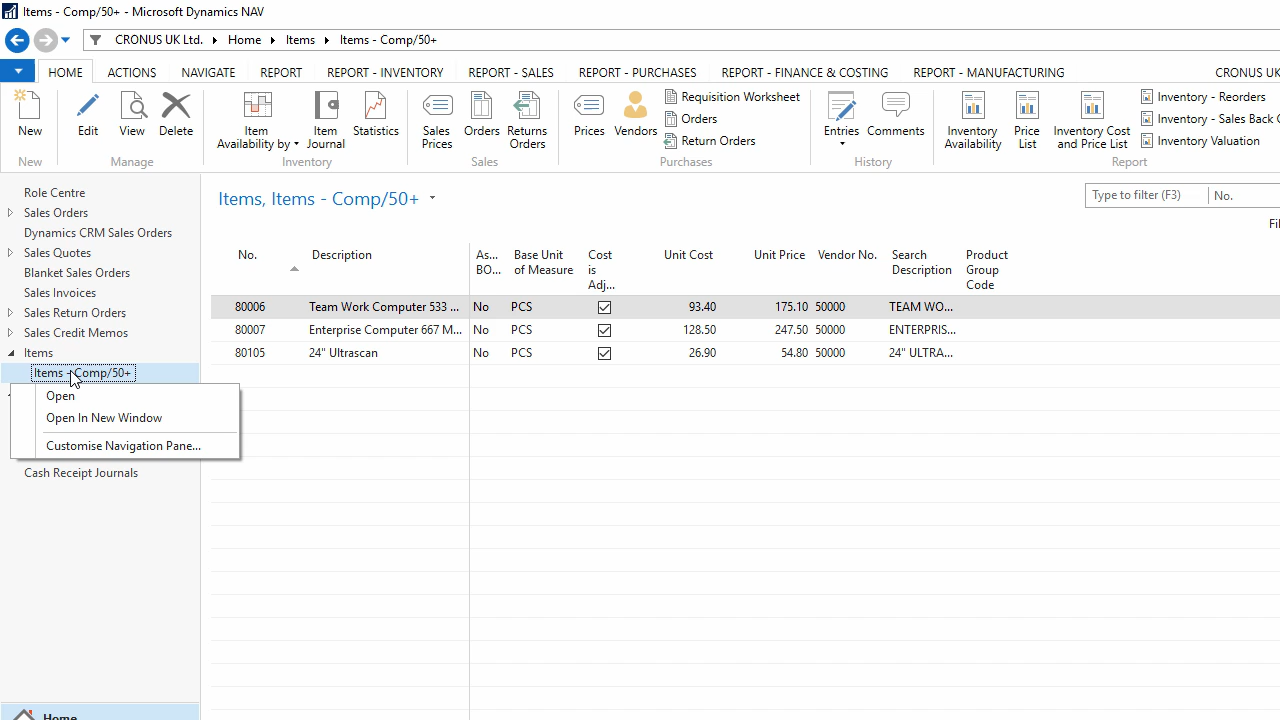 Items - Comp/50+ - Microsoft Dynamics NAV
CRONUS UK Ltd. Home Items Items - Comp/50+
HOME ACTIONS NAVIGATE REPORT REPORT - INVENTORY REPORT - SALES REPORT - PURCHASES REPORT - FINANCE & COSTING REPORT - MANUFACTURING CRONUS UK
New
Edit View Delete
Item Availability by Item Journal Statistics
Sales Prices Orders Returns Orders
Prices Vendors
Requisition Worksheet
Orders
Return Orders
Entries Comments
Inventory Availability Price List Inventory Cost and Price List
Inventory - Reorders
Inventory - Sales Back O
Inventory Valuation
New Manage Inventory Sales Purchases History Report
Role Centre
Sales Orders
Dynamics CRM Sales Orders
Sales Quotes
Blanket Sales Orders
Sales Invoices
Sales Return Orders
Sales Credit Memos
Items
Items - Comp/50+
Open
Open In New Window
Customise Navigation Pane...
Cash Receipt Journals
Home
Items, Items - Comp/50+
Type to filter (F3) No.
Fil
No. Description As... BO... Base Unit of Measure Cost is Adj... Unit Cost Unit Price Vendor No. Search Description Product Group Code
80006 Team Work Computer 533 ... No PCS 93.40 175.10 50000 TEAM WO...
80007 Enterprise Computer 667 M... No PCS 128.50 247.50 50000 ENTERPRIS...
80105 24" Ultrascan No PCS 26.90 54.80 50000 24" ULTRA...